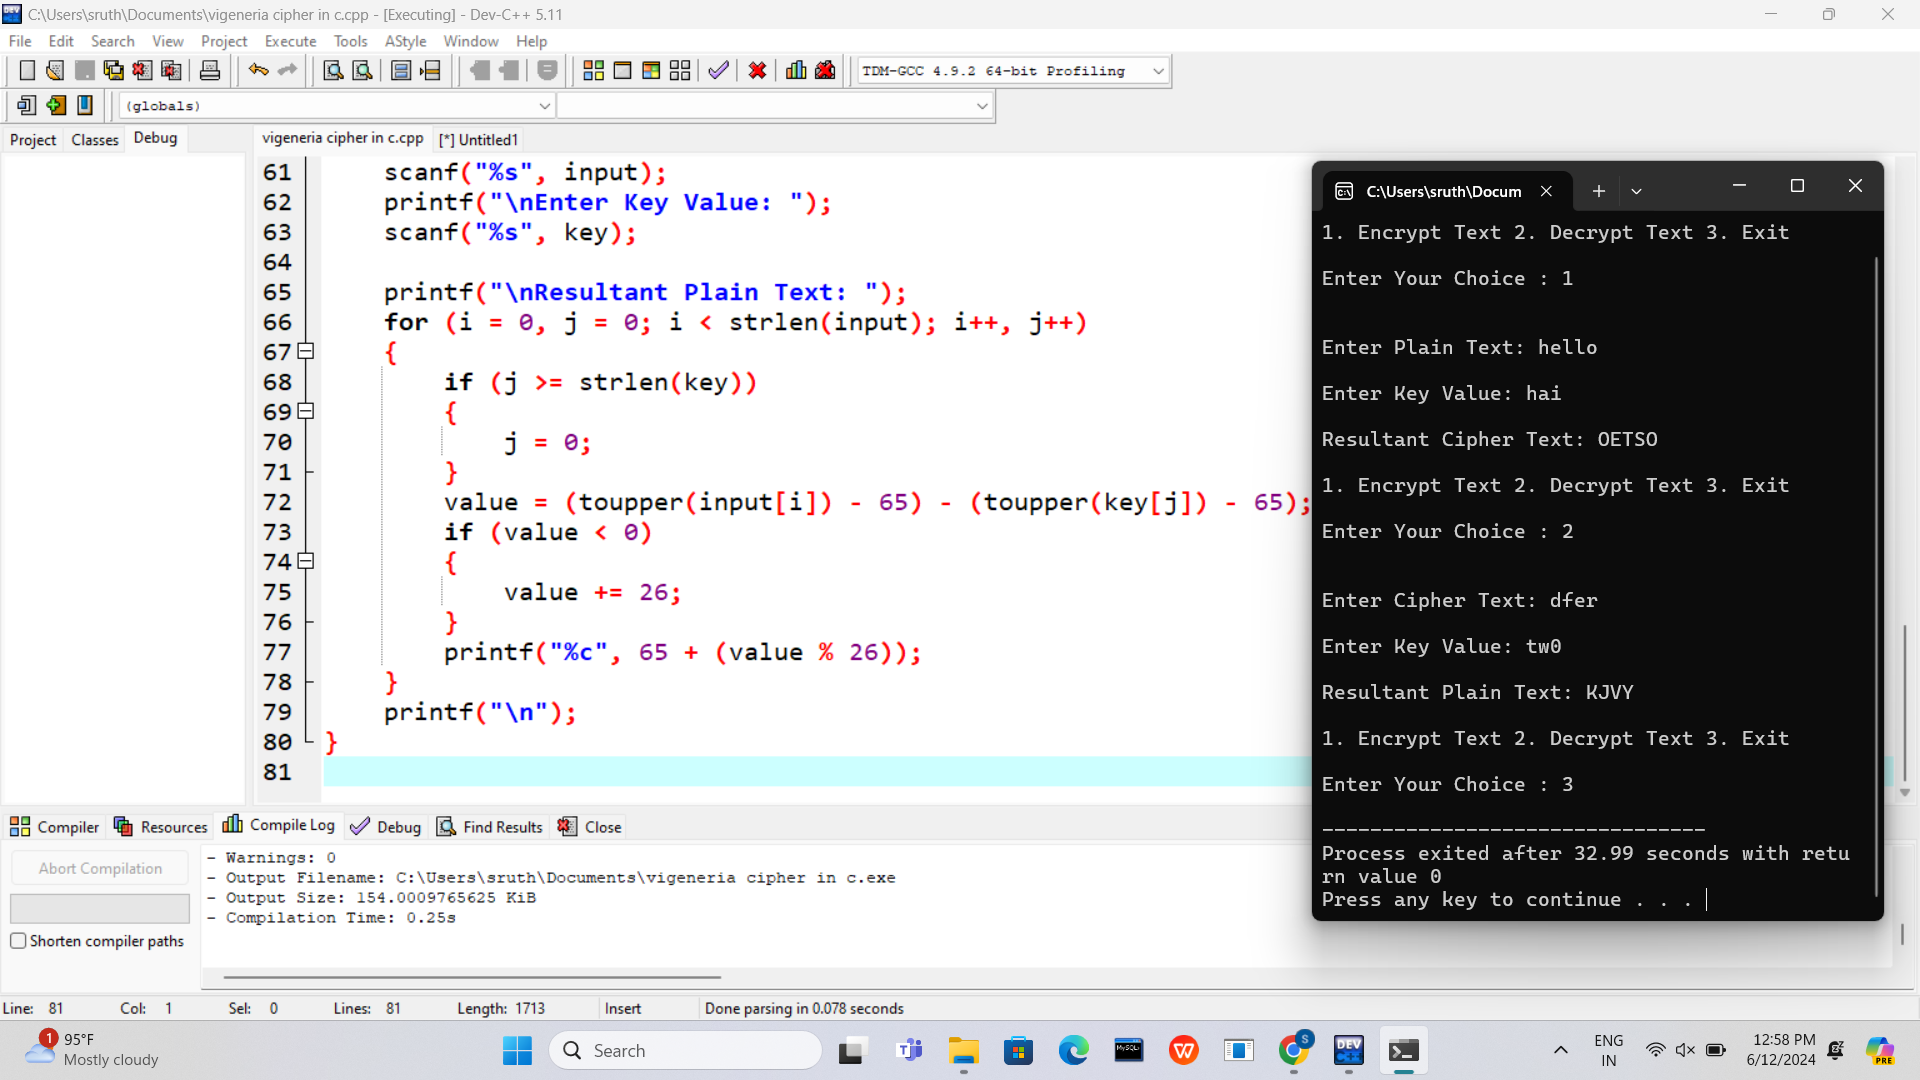 C:\Users\sruth\Documents\vigeneria cipher in c.cpp - [Executing] - Dev-C++ 5.11
File Edit Search View Project Execute Tools AStyle Window Help
TDM-GCC 4.9.2 64-bit Profiling
(globals)
Project Classes Debug
vigeneria cipher in c.cpp [*] Untitled1
61 scanf("%s", input);
62 printf("\nEnter Key Value: ");
63 scanf("%s", key);
64
65 printf("\nResultant Plain Text: ");
66 for (i = 0, j = 0; i < strlen(input); i++, j++)
67 {
68 if (j >= strlen(key))
69 {
70 j = 0;
71 }
72 value = (toupper(input[i]) - 65) - (toupper(key[j]) - 65);
73 if (value < 0)
74 {
75 value += 26;
76 }
77 printf("%c", 65 + (value % 26));
78 }
79 printf("\n");
80 }
81
C:\Users\sruth\Docum
1. Encrypt Text 2. Decrypt Text 3. Exit
Enter Your Choice : 1
Enter Plain Text: hello
Enter Key Value: hai
Resultant Cipher Text: OETSO
1. Encrypt Text 2. Decrypt Text 3. Exit
Enter Your Choice : 2
Enter Cipher Text: dfer
Enter Key Value: tw0
Resultant Plain Text: KJVY
1. Encrypt Text 2. Decrypt Text 3. Exit
Enter Your Choice : 3
--------------------------------
Process exited after 32.99 seconds with retu
rn value 0
Press any key to continue . . .
Compiler Resources Compile Log Debug Find Results Close
Abort Compilation
Shorten compiler paths
- Warnings: 0
- Output Filename: C:\Users\sruth\Documents\vigeneria cipher in c.exe
- Output Size: 154.0009765625 KiB
- Compilation Time: 0.25s
Line: 81 Col: 1 Sel: 0 Lines: 81 Length: 1713 Insert Done parsing in 0.078 seconds
1
95°F
Mostly cloudy
Search
MySQL
S
DEV
ENG
IN
12:58 PM
6/12/2024
PRE